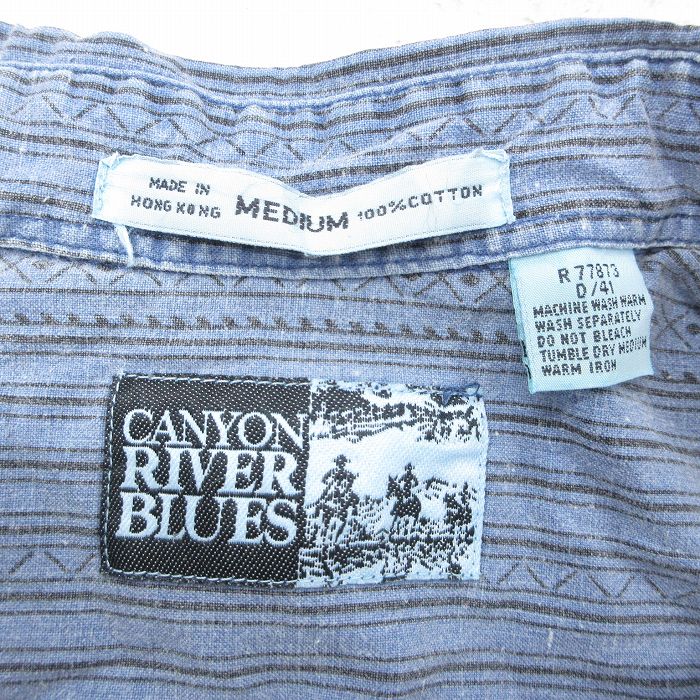 MADE IN
HONG KONG
MEDIUM
100% COTTON
R 77873
D/41
MACHINE WASH WARM
WASH SEPARATELY
DO NOT BLEACH
TUMBLE DRY MEDIUM
WARM IRON
CANYON
RIVER
BLUES